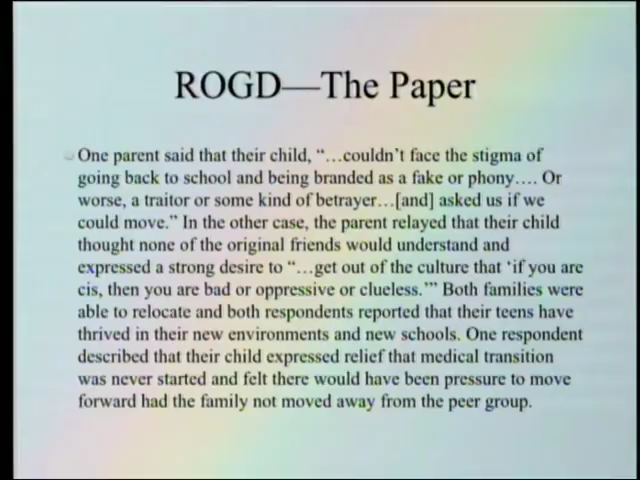 ROGD—The Paper
One parent said that their child, “…couldn’t face the stigma of
going back to school and being branded as a fake or phony…. Or
worse, a traitor or some kind of betrayer…[and] asked us if we
could move.” In the other case, the parent relayed that their child
thought none of the original friends would understand and
expressed a strong desire to “…get out of the culture that ‘if you are
cis, then you are bad or oppressive or clueless.’” Both families were
able to relocate and both respondents reported that their teens have
thrived in their new environments and new schools. One respondent
described that their child expressed relief that medical transition
was never started and felt there would have been pressure to move
forward had the family not moved away from the peer group.